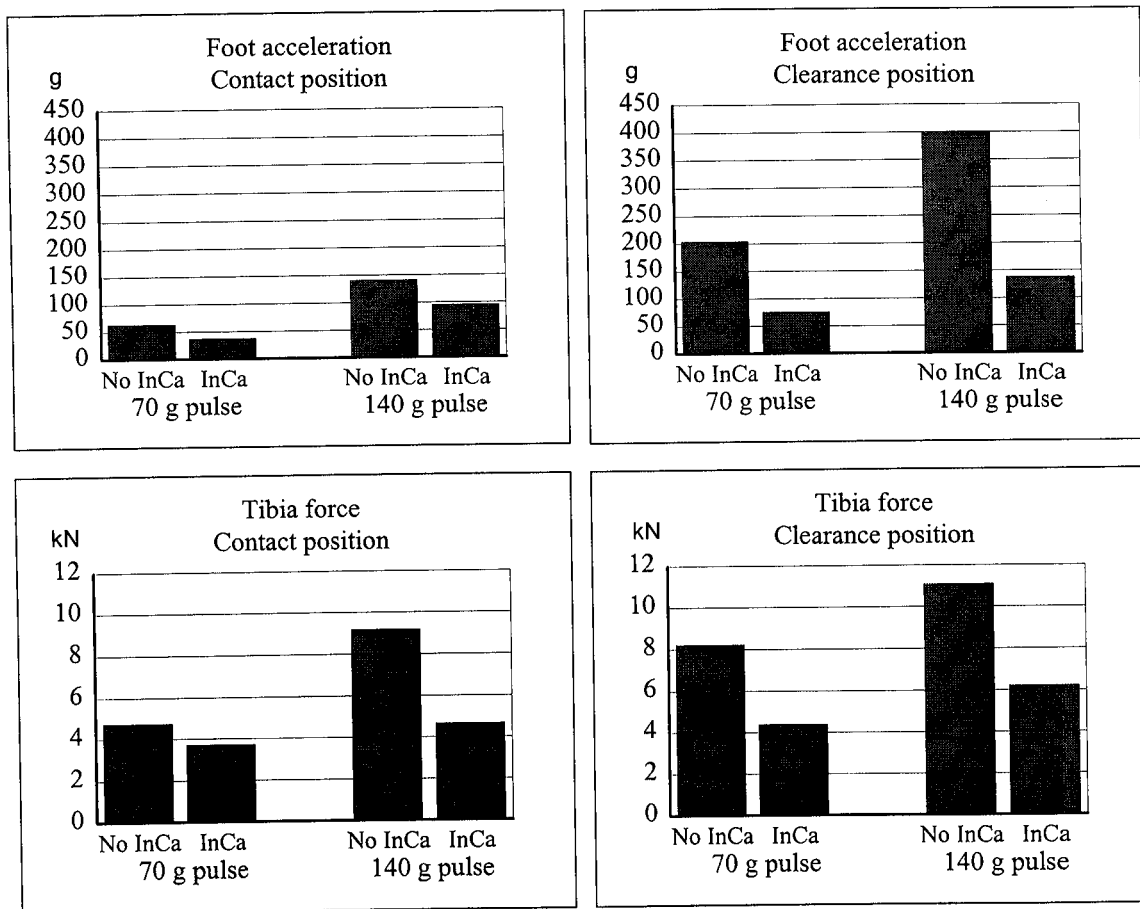 Foot acceleration
Contact position
g
450
400
350
300
250
200
150
100
50
0
No InCa InCa No InCa InCa
70 g pulse 140 g pulse
Foot acceleration
Clearance position
g
450
400
350
300
250
200
150
100
50
0
No InCa InCa No InCa InCa
70 g pulse 140 g pulse
Tibia force
Contact position
kN
12
10
8
6
4
2
0
No InCa InCa No InCa InCa
70 g pulse 140 g pulse
Tibia force
Clearance position
kN
12
10
8
6
4
2
0
No InCa InCa No InCa InCa
70 g pulse 140 g pulse